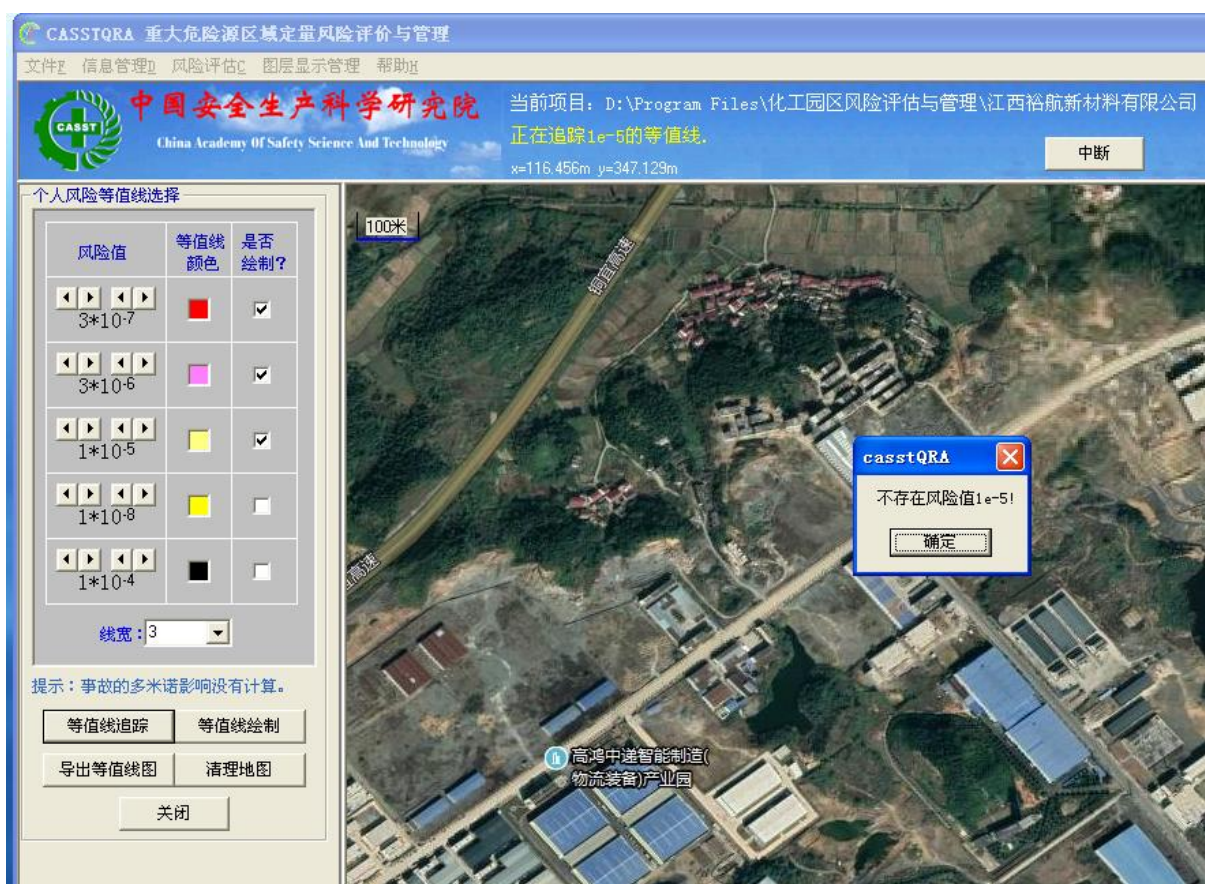 CASSTQRA 重大危险源区域定量风险评价与管理
文件F 信息管理D 风险评估C 图层显示管理 帮助H
CASST
中国安全生产科学研究院
China Academy Of Safety Science And Technology
当前项目：D:\Program Files\化工园区风险评估与管理\江西裕航新材料有限公司
正在追踪1e-5的等值线.
x=116.456m y=347.129m
中断
个人风险等值线选择
风险值 等值线颜色 是否绘制?
3*10-7
3*10-6
1*10-5
1*10-8
1*10-4
线宽：3
提示：事故的多米诺影响没有计算。
等值线追踪 等值线绘制
导出等值线图 清理地图
关闭
100米
铜宜高速
宜高速
casstQRA
不存在风险值1e-5!
确定
高鸿中递智能制造(
物流装备)产业园